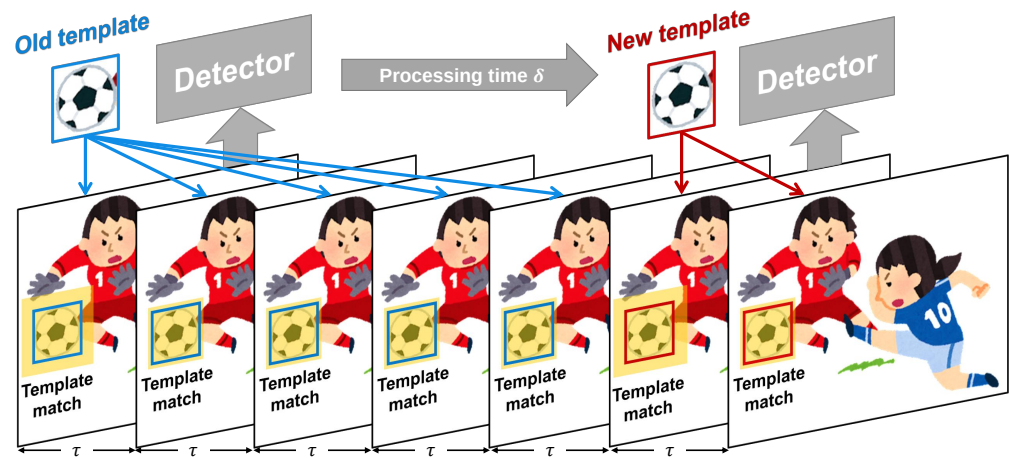 Old template
New template
Detector
Processing time δ
Detector
1
1
1
1
1
1
1
10
Template
match
Template
match
Template
match
Template
match
Template
match
Template
match
Template
match
τ
τ
τ
τ
τ
τ